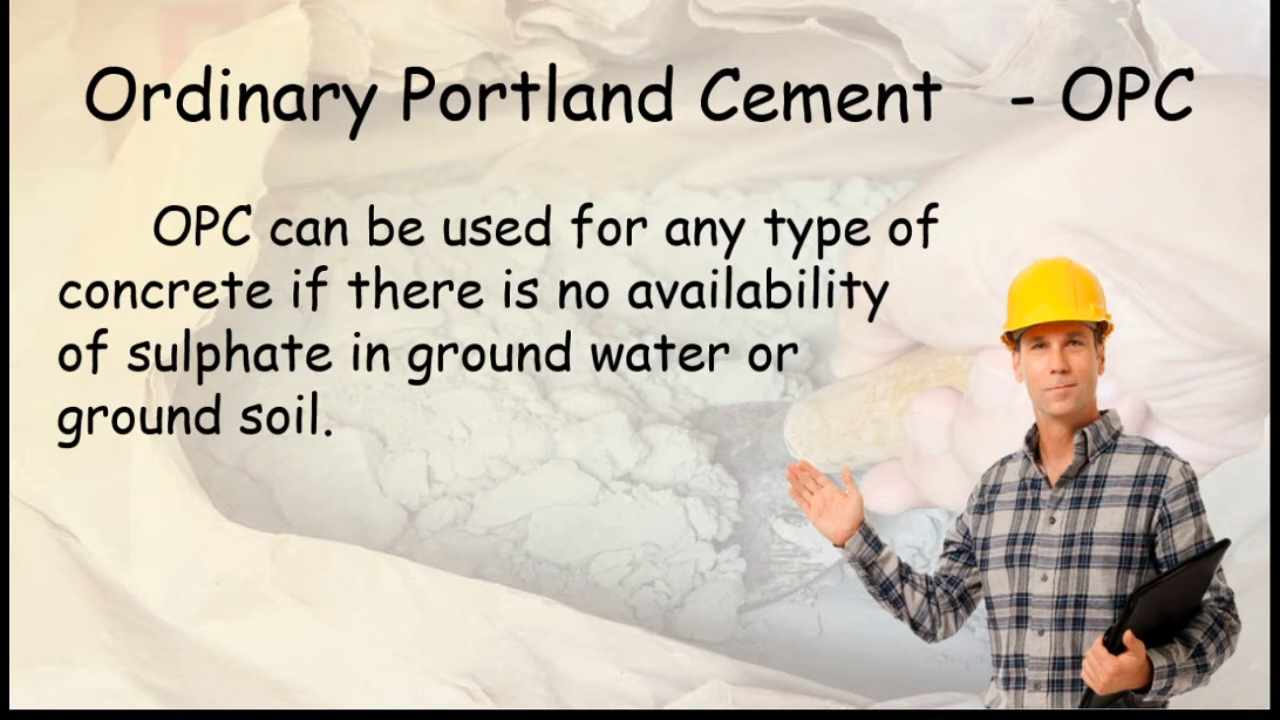 Ordinary Portland Cement - OPC
OPC can be used for any type of
concrete if there is no availability
of sulphate in ground water or
ground soil.